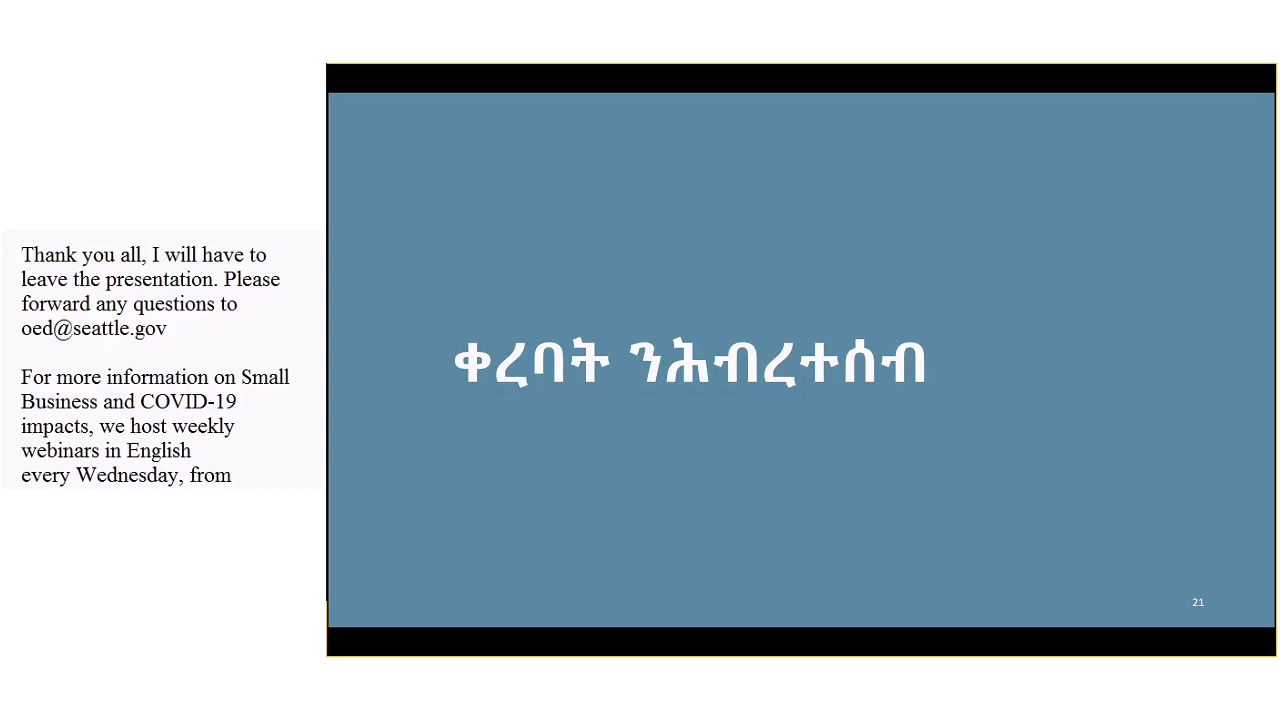 Thank you all, I will have to
leave the presentation. Please
forward any questions to
oed@seattle.gov
For more information on Small
Business and COVID-19
impacts, we host weekly
webinars in English
every Wednesday, from
ቀረባት ንሕብረተሰብ
21